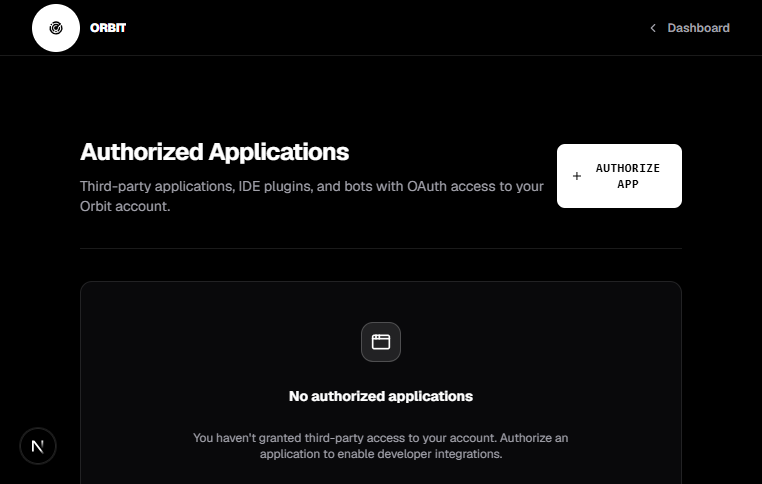 ORBIT
Dashboard
Authorized Applications
Third-party applications, IDE plugins, and bots with OAuth access to your
Orbit account.
+ AUTHORIZE
APP
No authorized applications
You haven't granted third-party access to your account. Authorize an
application to enable developer integrations.
N